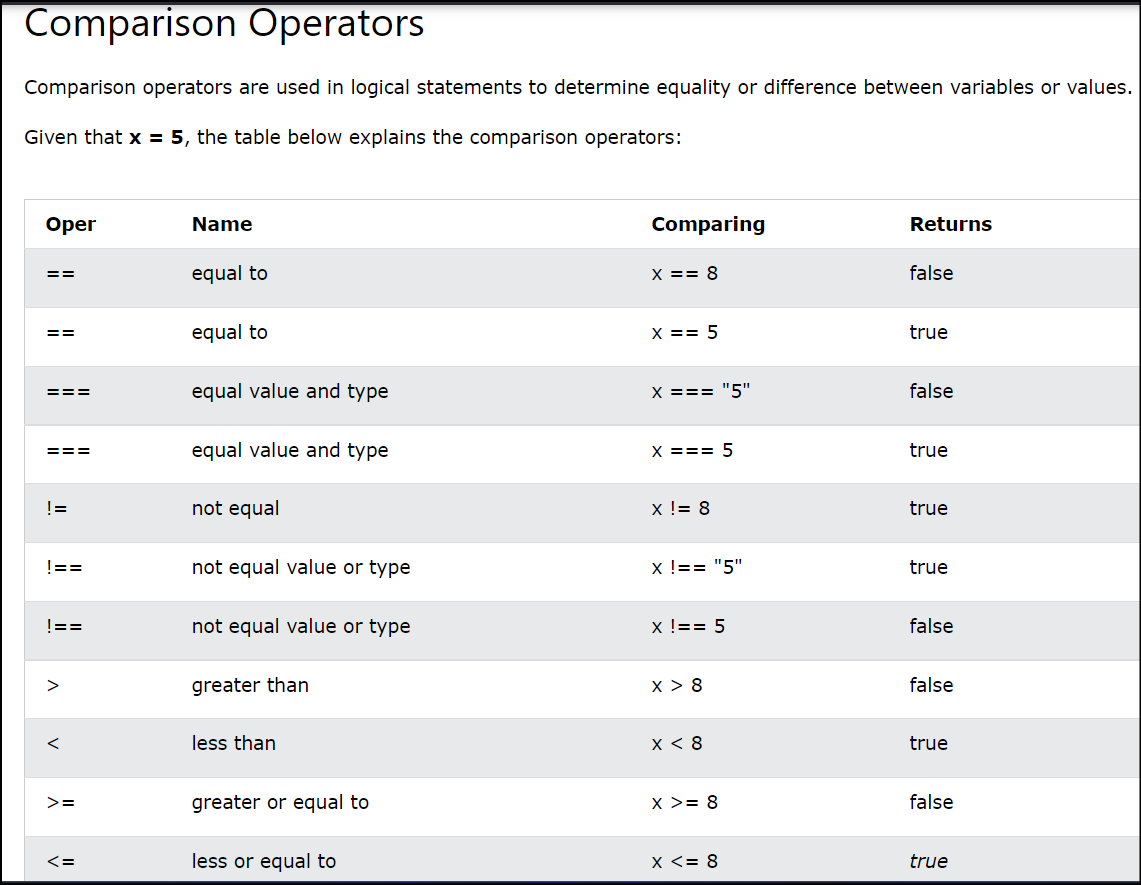 Comparison Operators
Comparison operators are used in logical statements to determine equality or difference between variables or values.
Given that x = 5, the table below explains the comparison operators:
Oper Name Comparing Returns
== equal to x == 8 false
== equal to x == 5 true
=== equal value and type x === "5" false
=== equal value and type x === 5 true
!= not equal x != 8 true
!== not equal value or type x !== "5" true
!== not equal value or type x !== 5 false
> greater than x > 8 false
< less than x < 8 true
>= greater or equal to x >= 8 false
<= less or equal to x <= 8 true